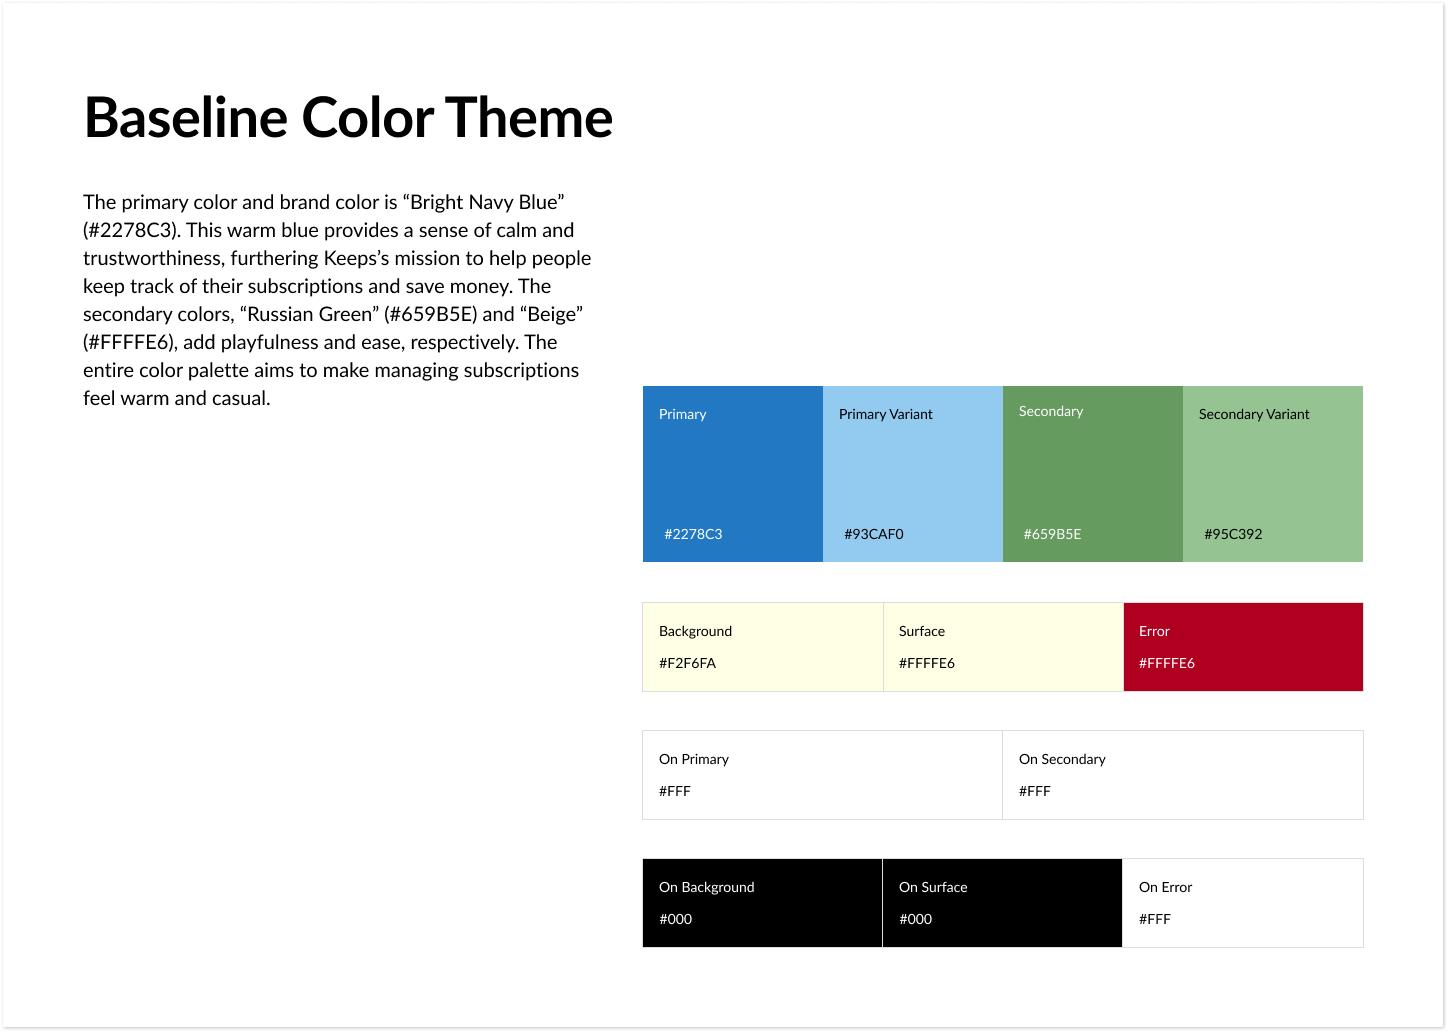 Baseline Color Theme
The primary color and brand color is “Bright Navy Blue”
(#2278C3). This warm blue provides a sense of calm and
trustworthiness, furthering Keeps’s mission to help people
keep track of their subscriptions and save money. The
secondary colors, “Russian Green” (#659B5E) and “Beige”
(#FFFFE6), add playfulness and ease, respectively. The
entire color palette aims to make managing subscriptions
feel warm and casual.
Primary
Primary Variant
Secondary
Secondary Variant
#2278C3
#93CAF0
#659B5E
#95C392
Background
Surface
Error
#F2F6FA
#FFFFE6
#FFFFE6
On Primary
On Secondary
#FFF
#FFF
On Background
On Surface
On Error
#000
#000
#FFF